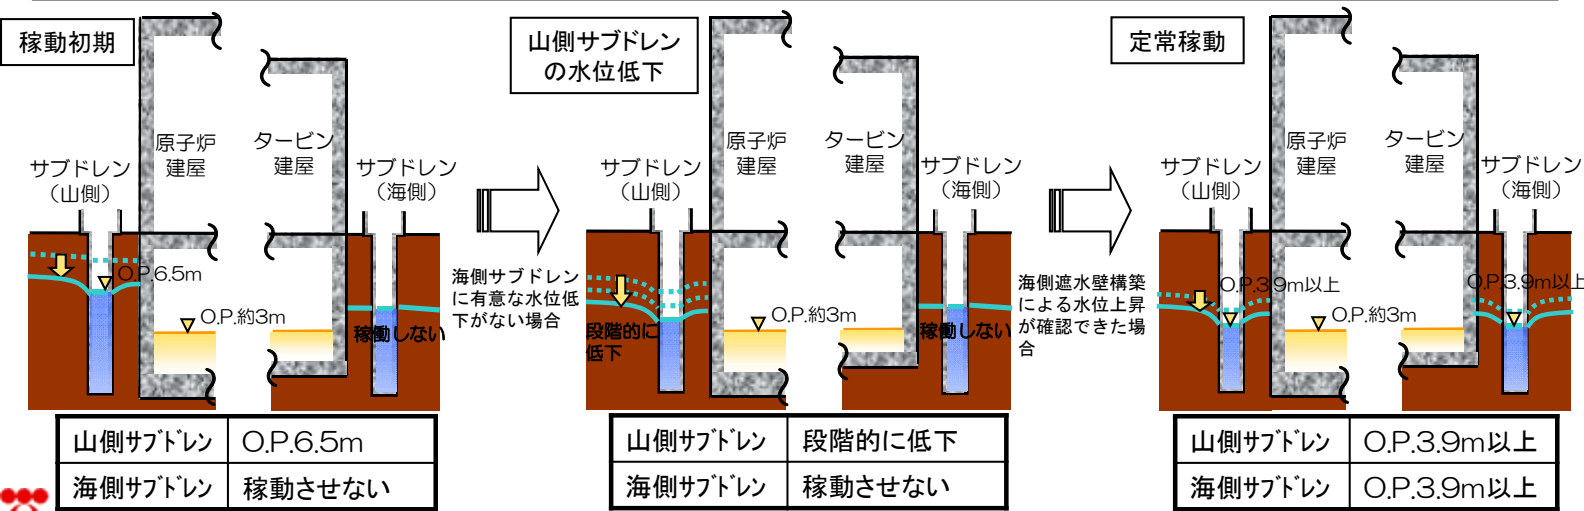 稼動初期
サブドレン
（山側）
原子炉
建屋
タービン
建屋
サブドレン
（海側）
O.P.6.5m
O.P.約3m
稼働しない
山側サブドレン O.P.6.5m
海側サブドレン 稼動させない
海側サブドレン
に有意な水位低
下がない場合
山側サブドレン
の水位低下
サブドレン
（山側）
原子炉
建屋
タービン
建屋
サブドレン
（海側）
段階的に
低下
O.P.約3m
稼働しない
山側サブドレン 段階的に低下
海側サブドレン 稼動させない
海側遮水壁構築
による水位上昇
が確認できた場
合
定常稼動
サブドレン
（山側）
原子炉
建屋
タービン
建屋
サブドレン
（海側）
O.P.3.9m以上
O.P.約3m
O.P.3.9m以上
山側サブドレン O.P.3.9m以上
海側サブドレン O.P.3.9m以上